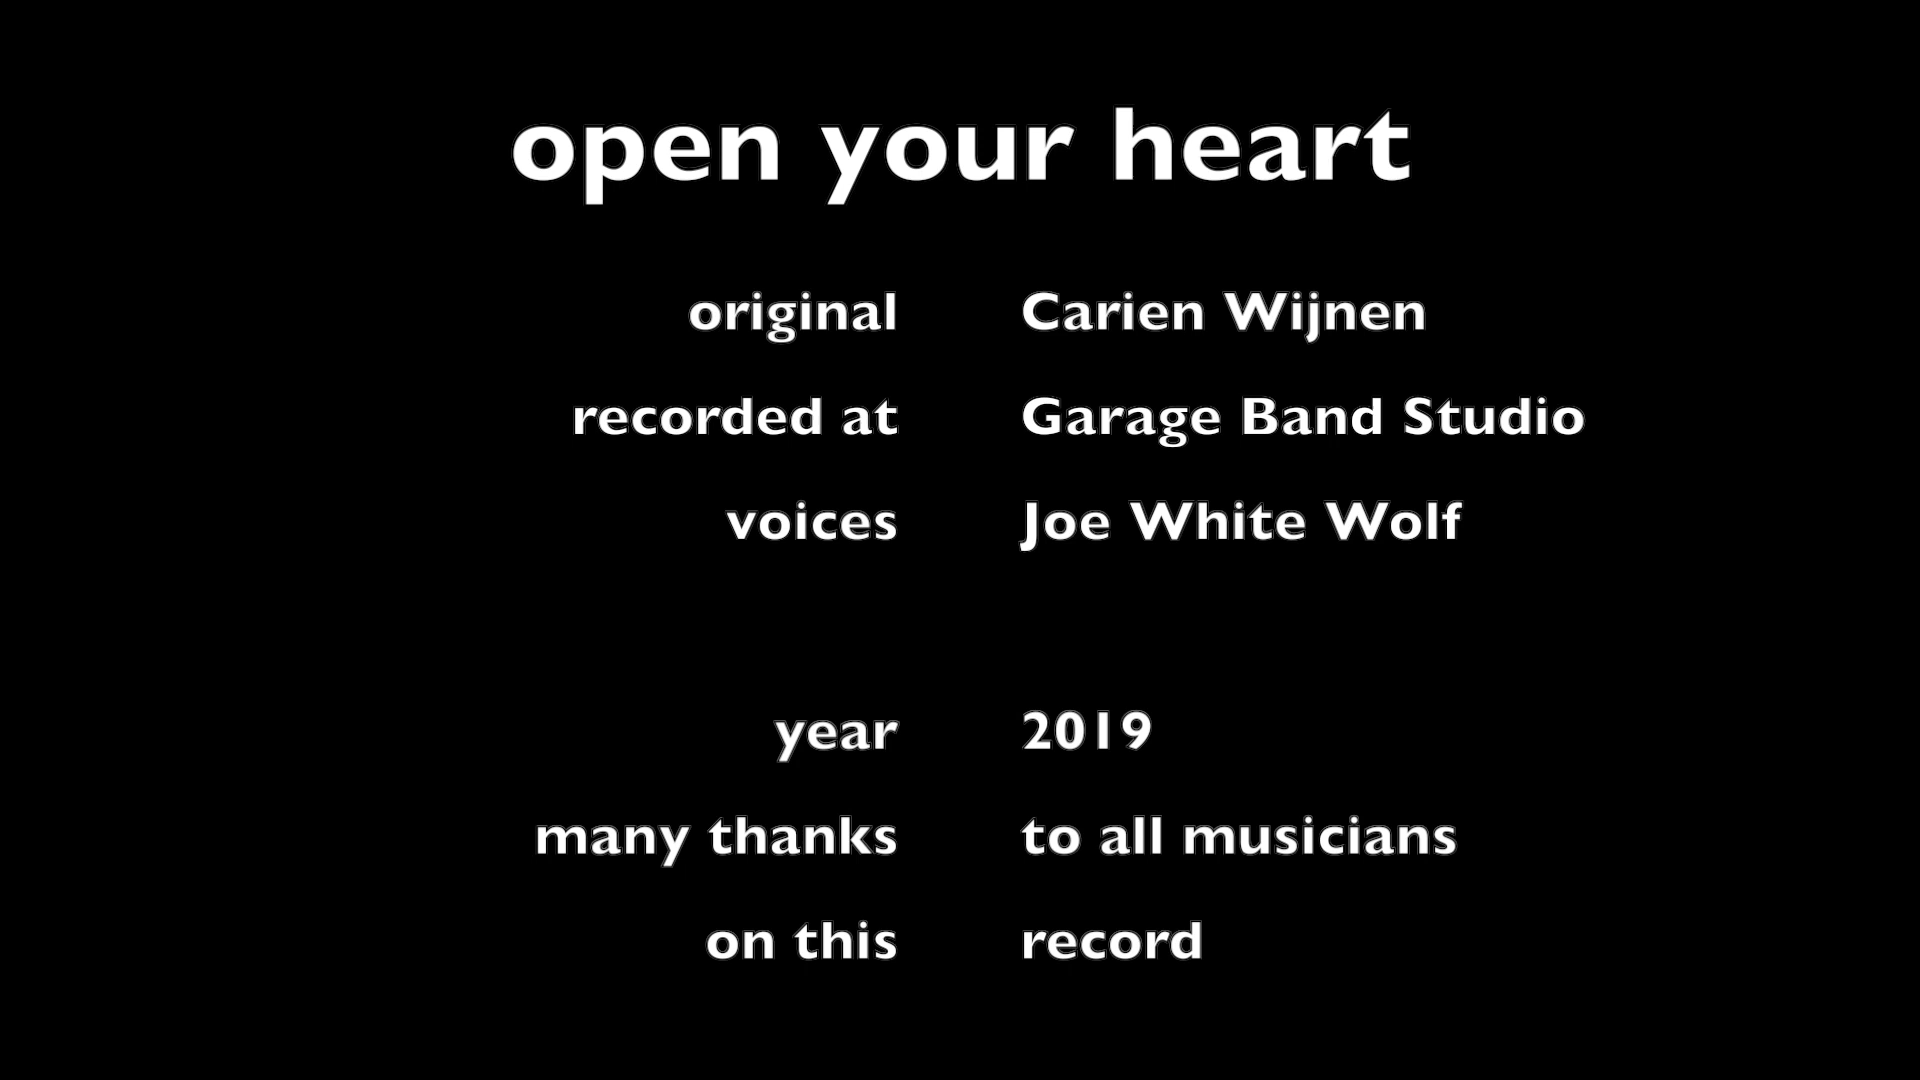 open your heart
original Carien Wijnen
recorded at Garage Band Studio
voices Joe White Wolf
year 2019
many thanks to all musicians
on this record